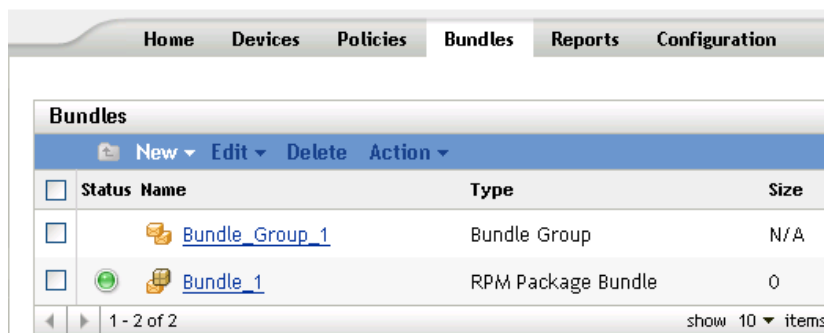 Home Devices Policies Bundles Reports Configuration
Bundles
New Edit Delete Action
Status Name Type Size
Bundle_Group_1 Bundle Group N/A
Bundle_1 RPM Package Bundle 0
1 - 2 of 2 show 10 items